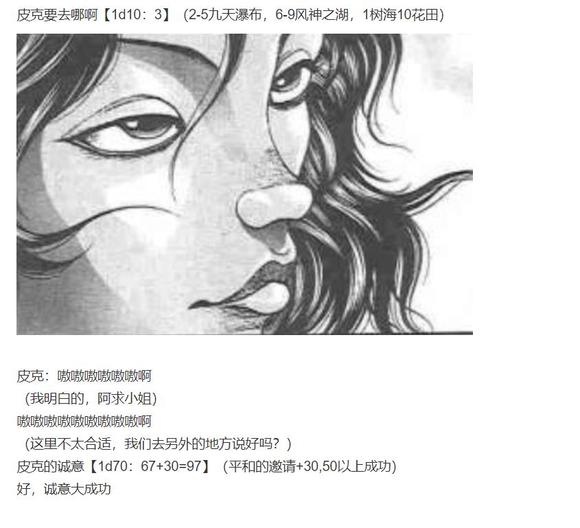 皮克要去哪啊【1d10：3】（2-5九天瀑布，6-9风神之湖，1树海10花田）
皮克：嗷嗷嗷嗷嗷嗷啊
（我明白的，阿求小姐）
嗷嗷嗷嗷嗷嗷嗷嗷嗷啊
（这里不太合适，我们去另外的地方说好吗？）
皮克的诚意【1d70：67+30=97】（平和的邀请+30,50以上成功）
好，诚意大成功